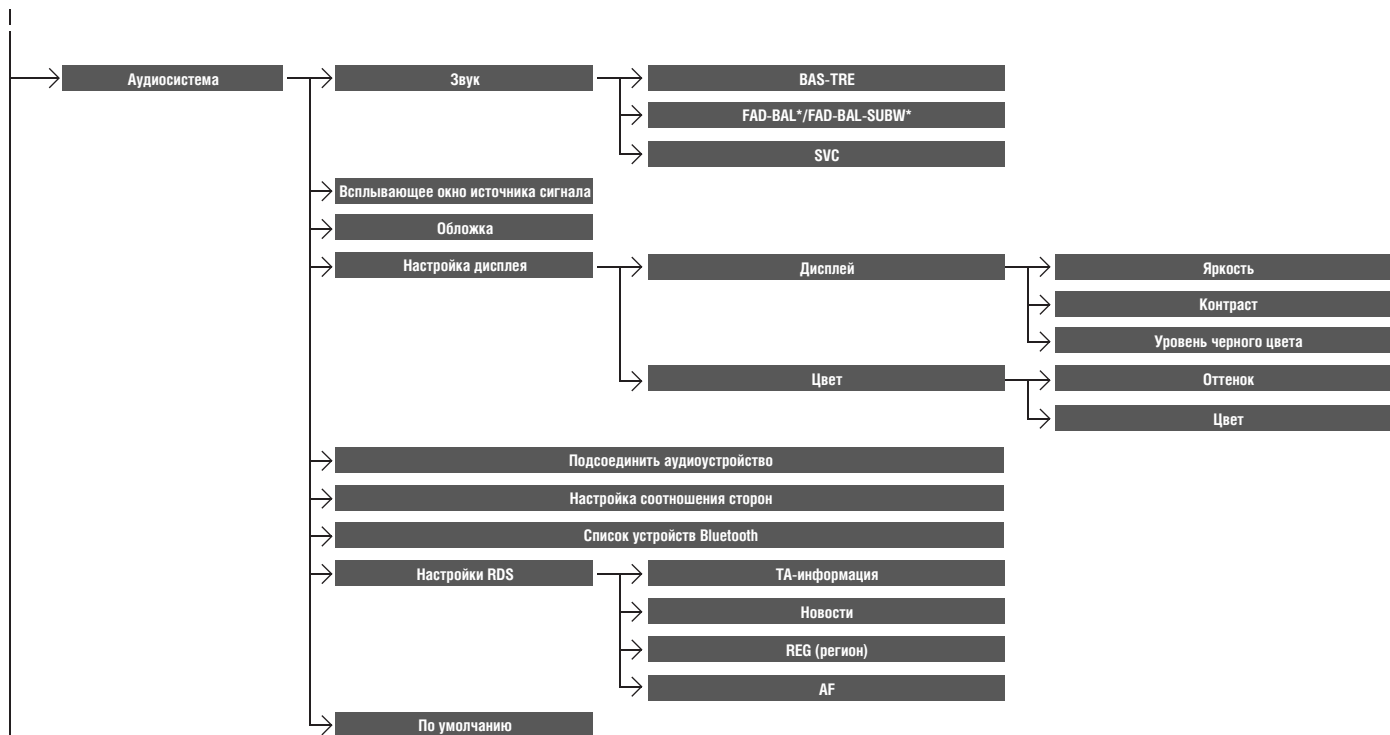 Аудиосистема
Звук
BAS-TRE
FAD-BAL*/FAD-BAL-SUBW*
SVC
Всплывающее окно источника сигнала
Обложка
Настройка дисплея
Дисплей
Яркость
Контраст
Уровень черного цвета
Цвет
Оттенок
Цвет
Подсоединить аудиоустройство
Настройка соотношения сторон
Список устройств Bluetooth
Настройки RDS
TA-информация
Новости
REG (регион)
AF
По умолчанию